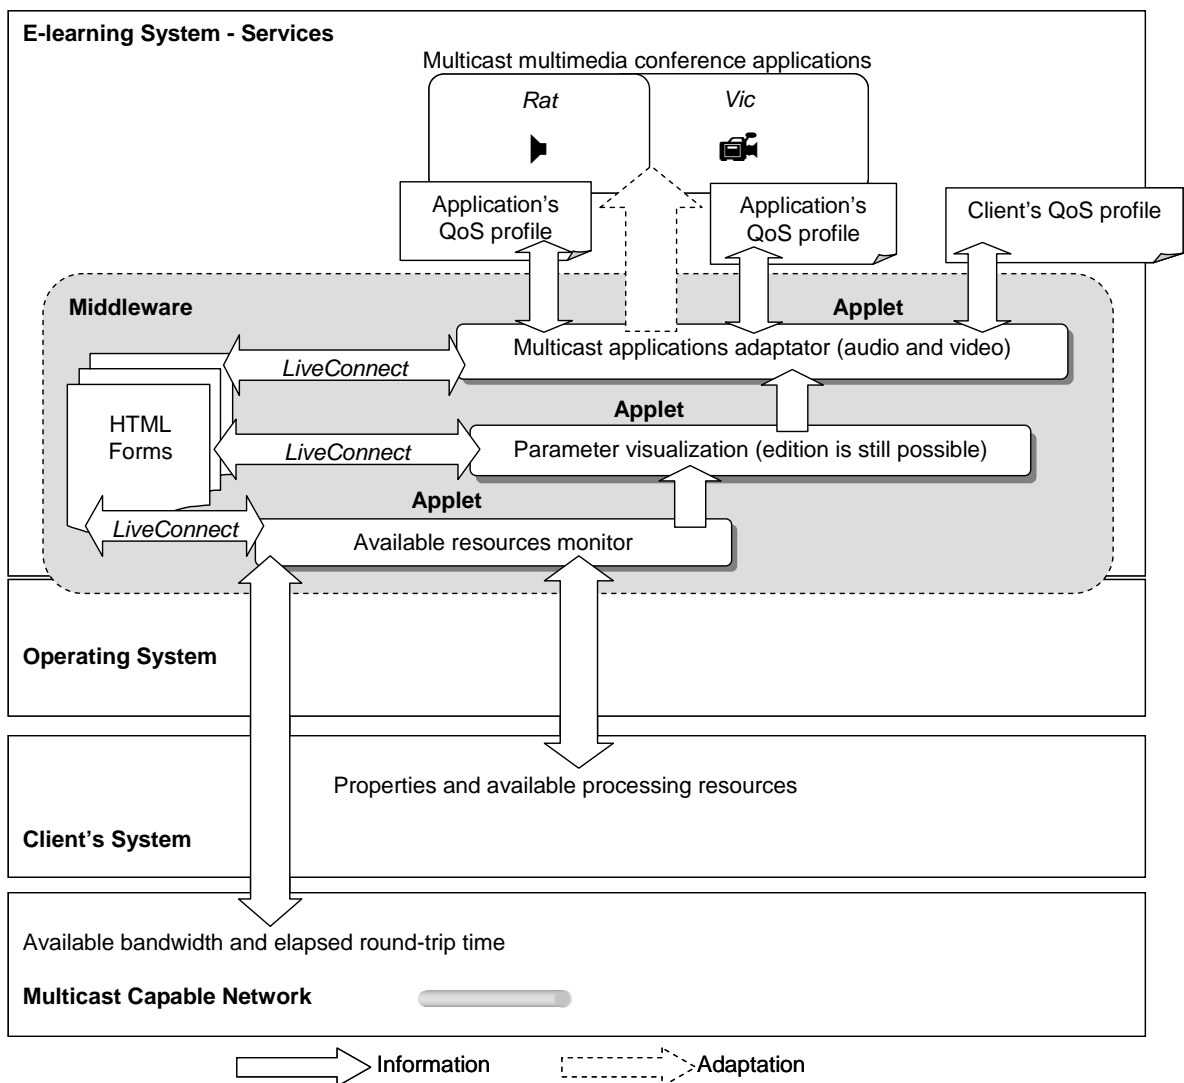 E-learning System - Services
Multicast multimedia conference applications
Rat
Vic
Application's
QoS profile
Application's
QoS profile
Client's QoS profile
Middleware
Applet
Multicast applications adaptator (audio and video)
LiveConnect
HTML
Forms
Applet
Parameter visualization (edition is still possible)
LiveConnect
Applet
Available resources monitor
LiveConnect
Operating System
Properties and available processing resources
Client's System
Available bandwidth and elapsed round-trip time
Multicast Capable Network
Information
Adaptation